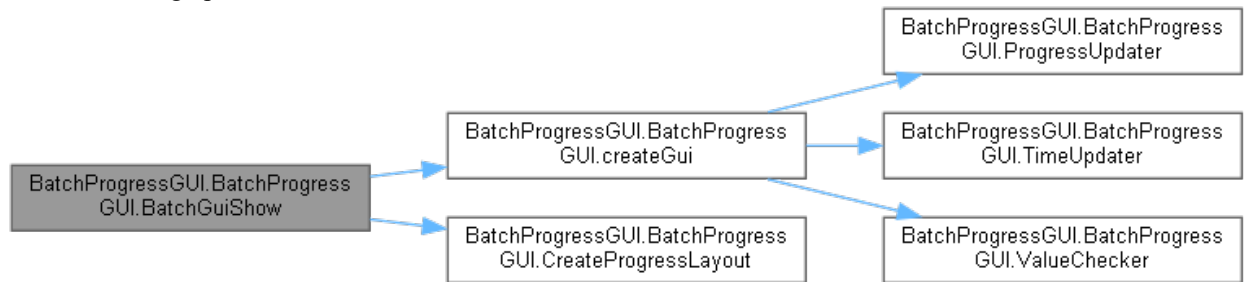 BatchProgressGUI.BatchProgress
GUI.BatchGuiShow
BatchProgressGUI.BatchProgress
GUI.createGui
BatchProgressGUI.BatchProgress
GUI.CreateProgressLayout
BatchProgressGUI.BatchProgress
GUI.ProgressUpdater
BatchProgressGUI.BatchProgress
GUI.TimeUpdater
BatchProgressGUI.BatchProgress
GUI.ValueChecker